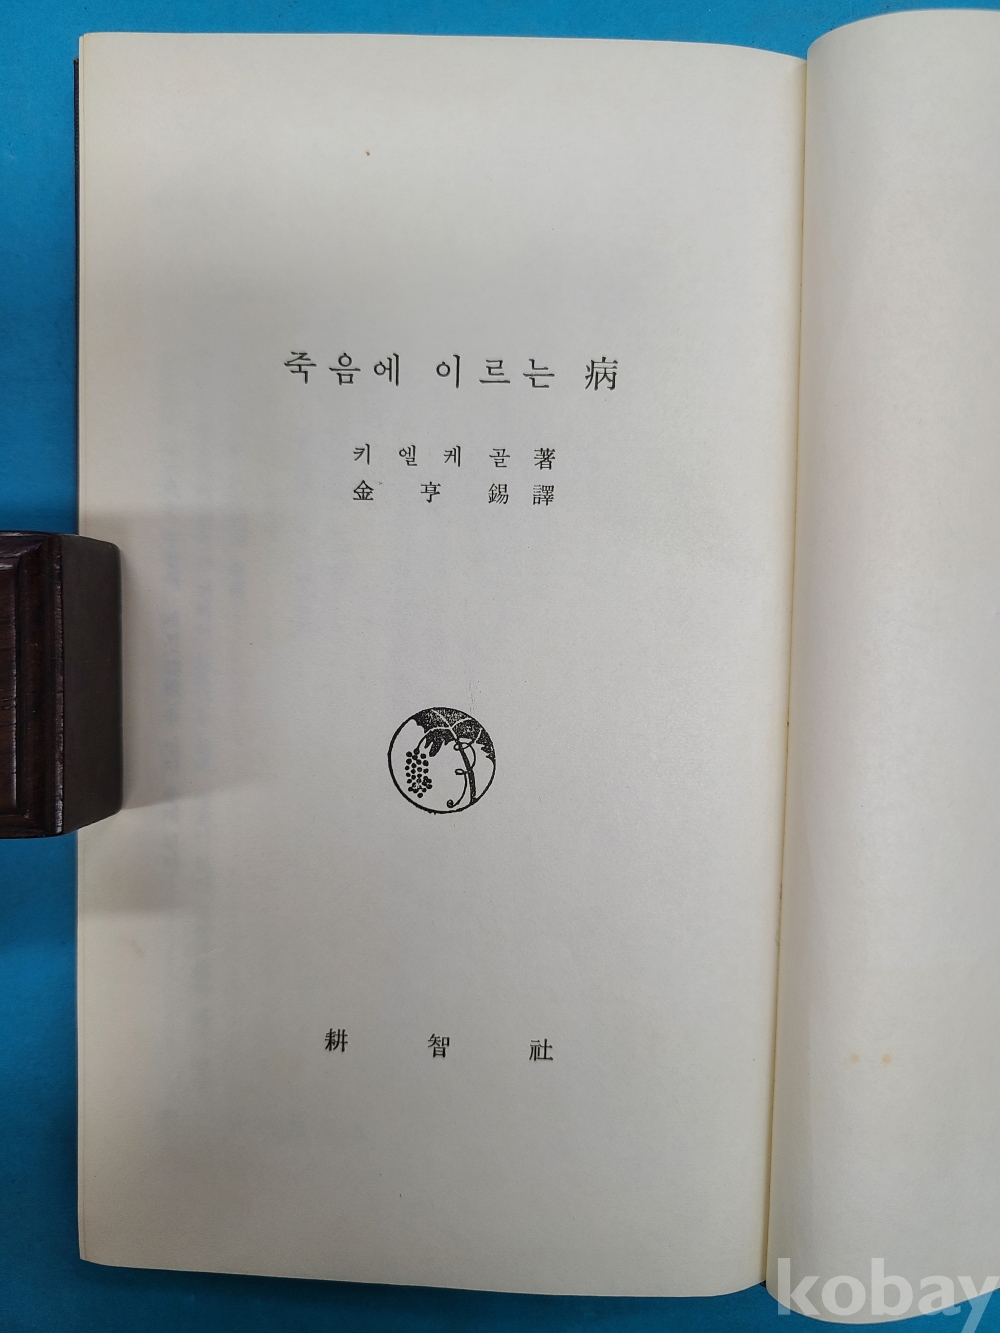 죽음에 이르는 病
키엘케골 著
金亨錫 譯
耕智社
kobay